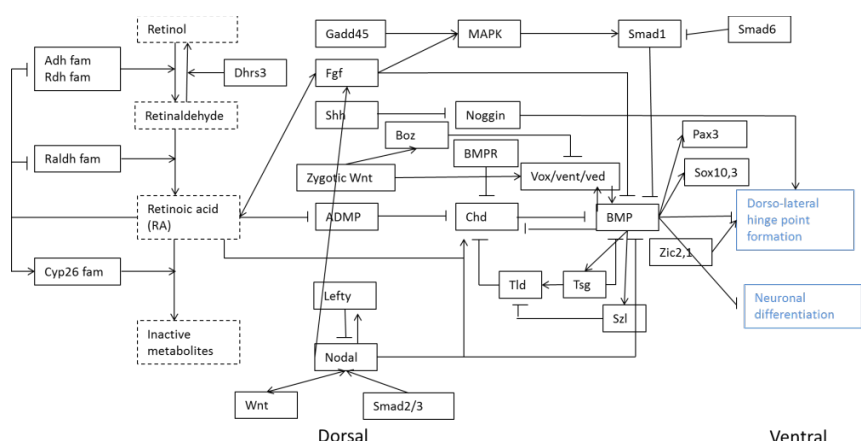 Retinol
Gadd45
MAPK
Smad1
Smad6
Adh fam
Rdh fam
Dhrs3
Fgf
Retinaldehyde
Shh
Noggin
Boz
Pax3
BMPR
Raldh fam
Zygotic Wnt
Vox/vent/ved
Sox10,3
Retinoic acid
(RA)
ADMP
Chd
BMP
Dorso-lateral
hinge point
formation
Zic2,1
Cyp26 fam
Lefty
Tld
Tsg
Szl
Neuronal
differentiation
Inactive
metabolites
Nodal
Wnt
Smad2/3
Dorsal
Ventral